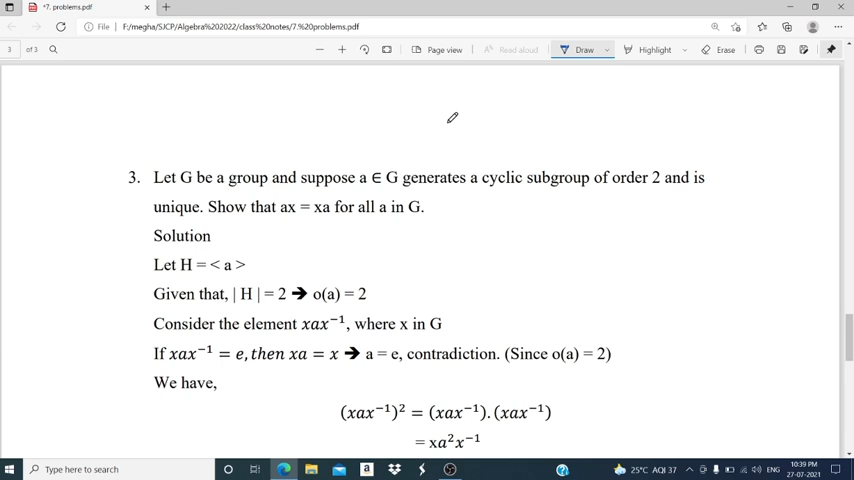 *7. problems.pdf
File F:/megha/SJCP/Algebra%202022/class%20notes/7.%20problems.pdf
3 of 3 Page view Read aloud Draw Highlight Erase
3. Let G be a group and suppose a ∈ G generates a cyclic subgroup of order 2 and is
unique. Show that ax = xa for all a in G.
Solution
Let H = < a >
Given that, | H | = 2 ➔ o(a) = 2
Consider the element xax⁻¹, where x in G
If xax⁻¹ = e, then xa = x ➔ a = e, contradiction. (Since o(a) = 2)
We have,
(xax⁻¹)² = (xax⁻¹). (xax⁻¹)
= xa²x⁻¹
Type here to search
a
25°C AQI 37 ENG
10:39 PM
27-07-2021